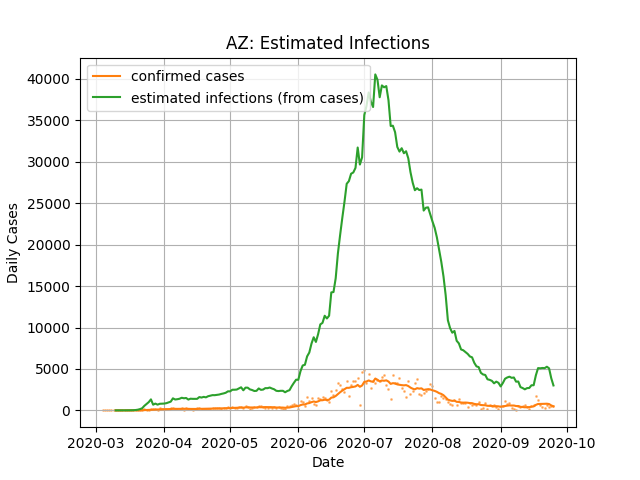 AZ: Estimated Infections
confirmed cases
estimated infections (from cases)
Daily Cases
40000
35000
30000
25000
20000
15000
10000
5000
0
2020-03 2020-04 2020-05 2020-06 2020-07 2020-08 2020-09 2020-10
Date